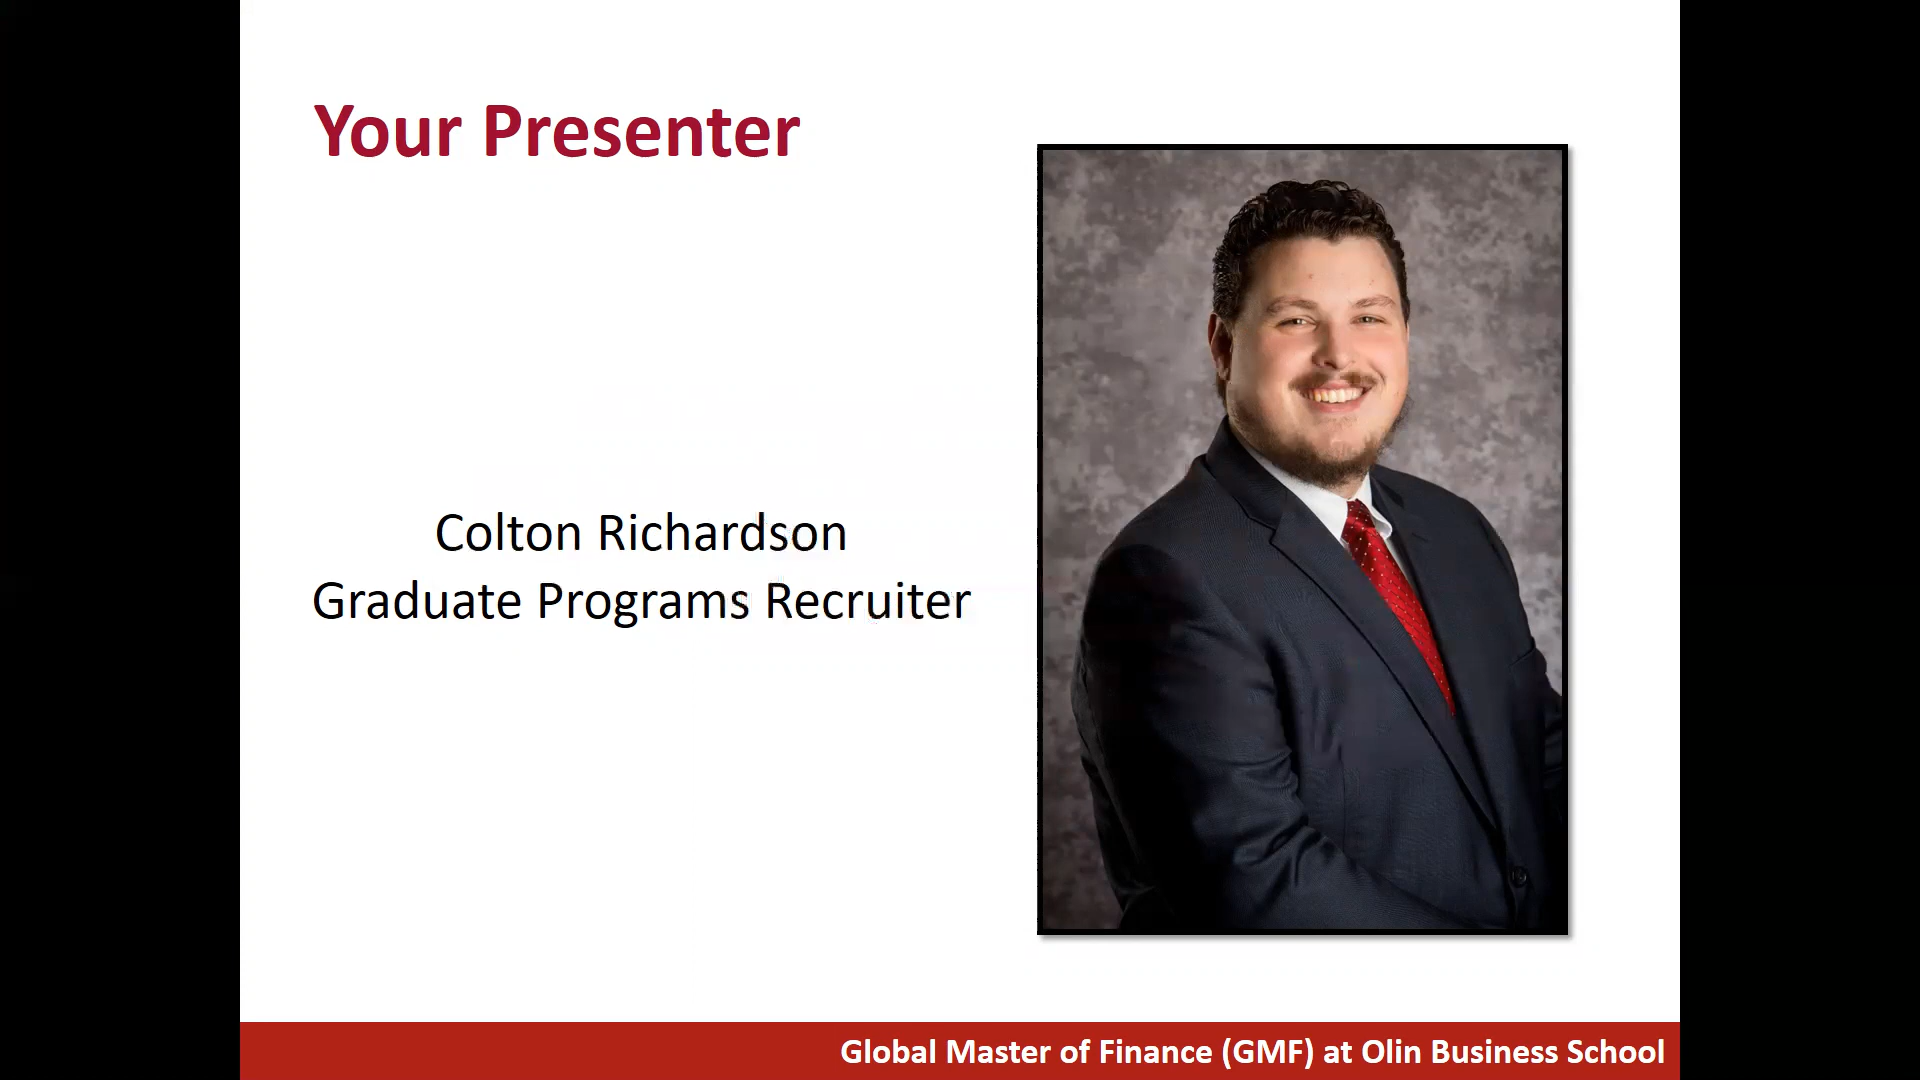 Your Presenter
Colton Richardson
Graduate Programs Recruiter
Global Master of Finance (GMF) at Olin Business School